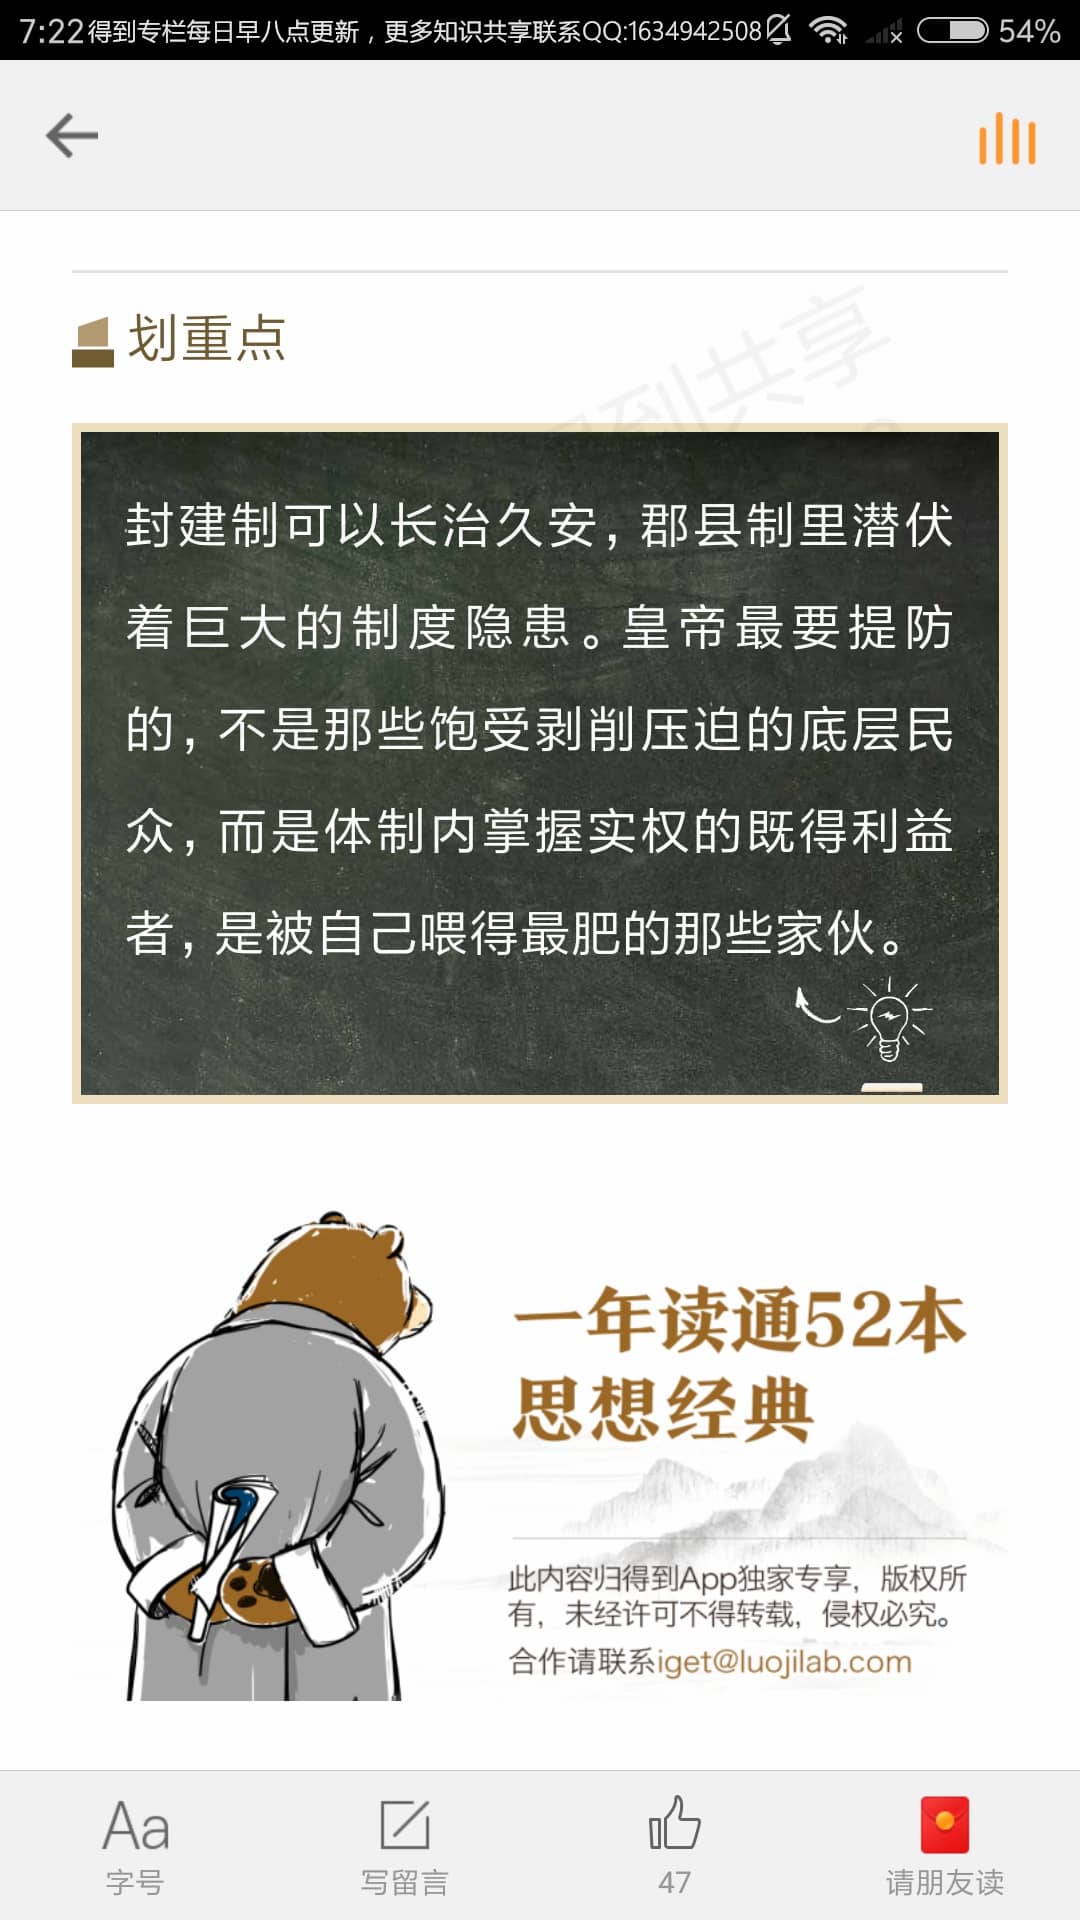 7:22得到专栏每日早八点更新，更多知识共享联系QQ:1634942508 54%
划重点
得到共享
封建制可以长治久安，郡县制里潜伏
着巨大的制度隐患。皇帝最要提防
的，不是那些饱受剥削压迫的底层民
众，而是体制内掌握实权的既得利益
者，是被自己喂得最肥的那些家伙。
一年读通52本
思想经典
此内容归得到App独家专享，版权所
有，未经许可不得转载，侵权必究。
合作请联系iget@luojilab.com
Aa
字号
写留言
47
请朋友读